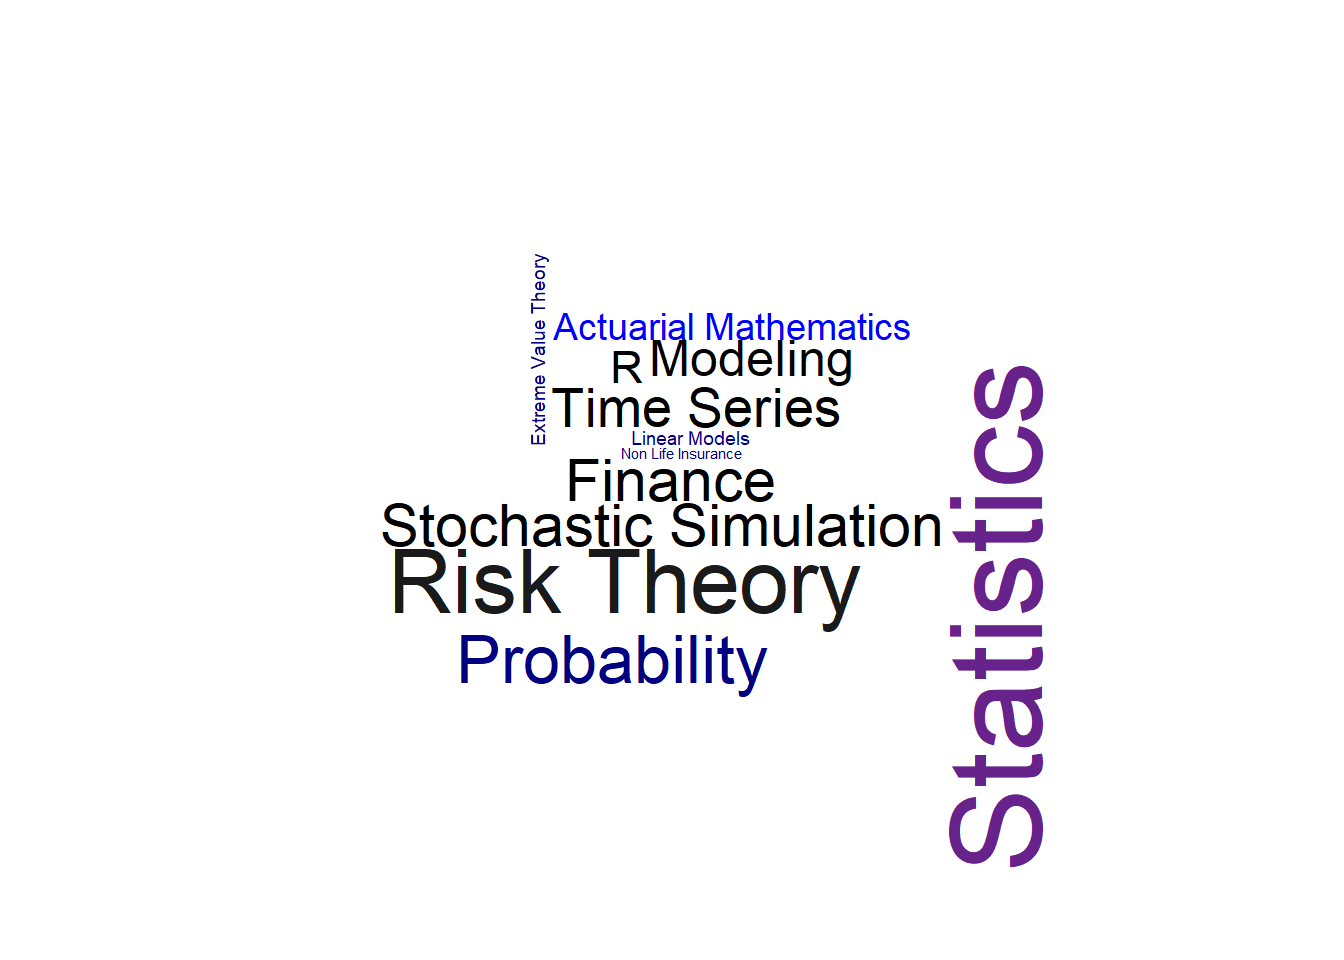 Extreme Value Theory
Actuarial Mathematics
R
Modeling
Time Series
Linear Models
Non Life Insurance
Finance
Stochastic Simulation
Risk Theory
Probability
Statistics